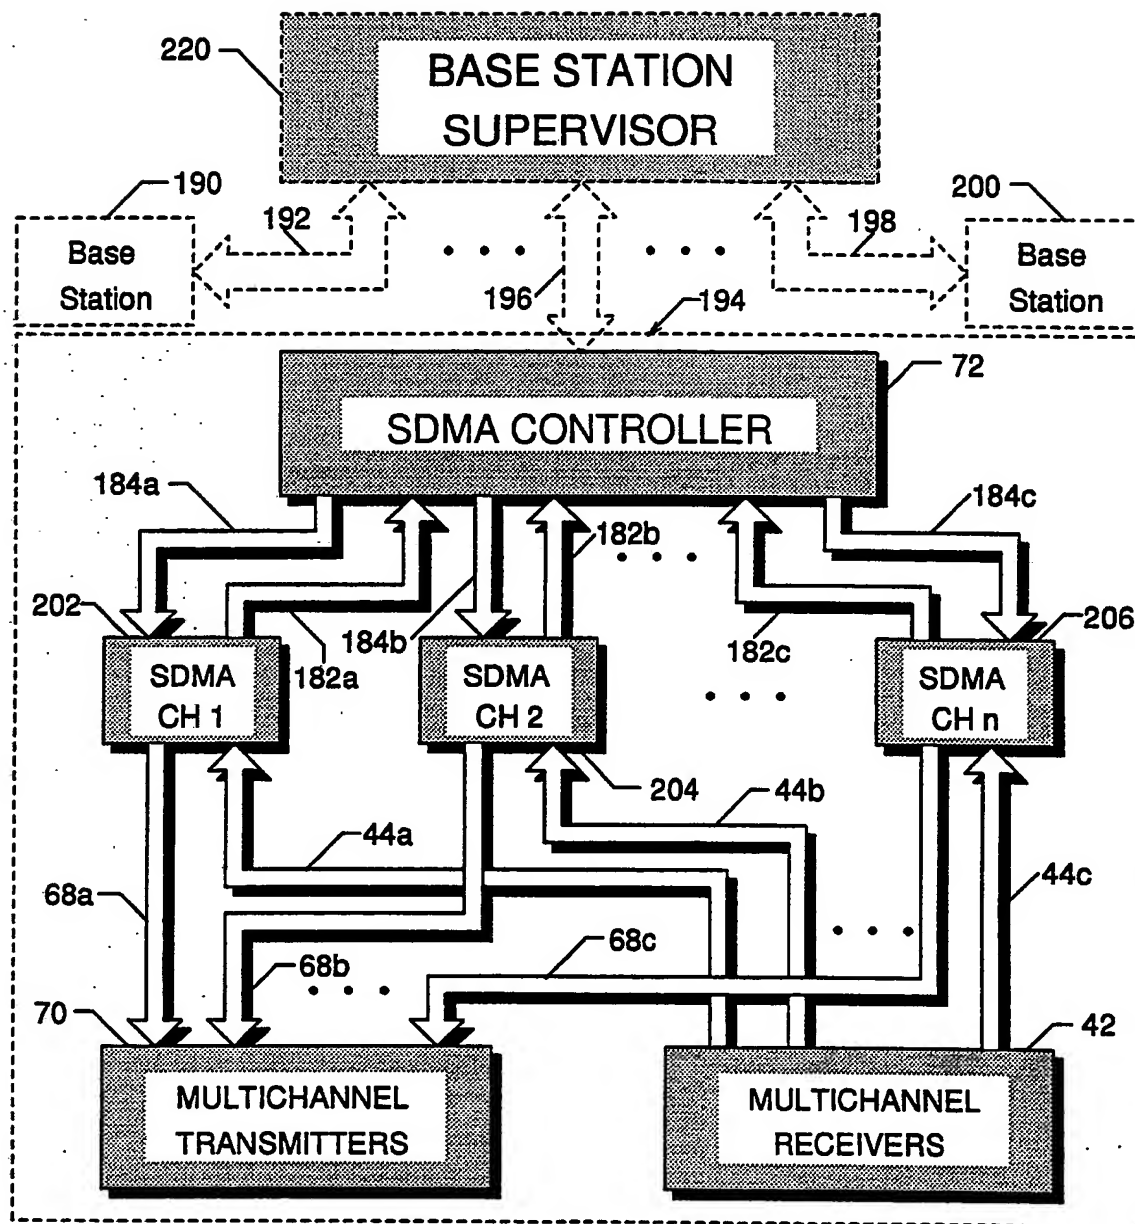 220
BASE STATION
SUPERVISOR
190
192
198
200
Base
Station
Base
Station
196
194
72
SDMA CONTROLLER
184a
184c
182b
202
184b
182a
182c
206
SDMA
CH 1
SDMA
CH 2
SDMA
CH n
204
44b
44a
44c
68a
68c
68b
70
42
MULTICHANNEL
TRANSMITTERS
MULTICHANNEL
RECEIVERS